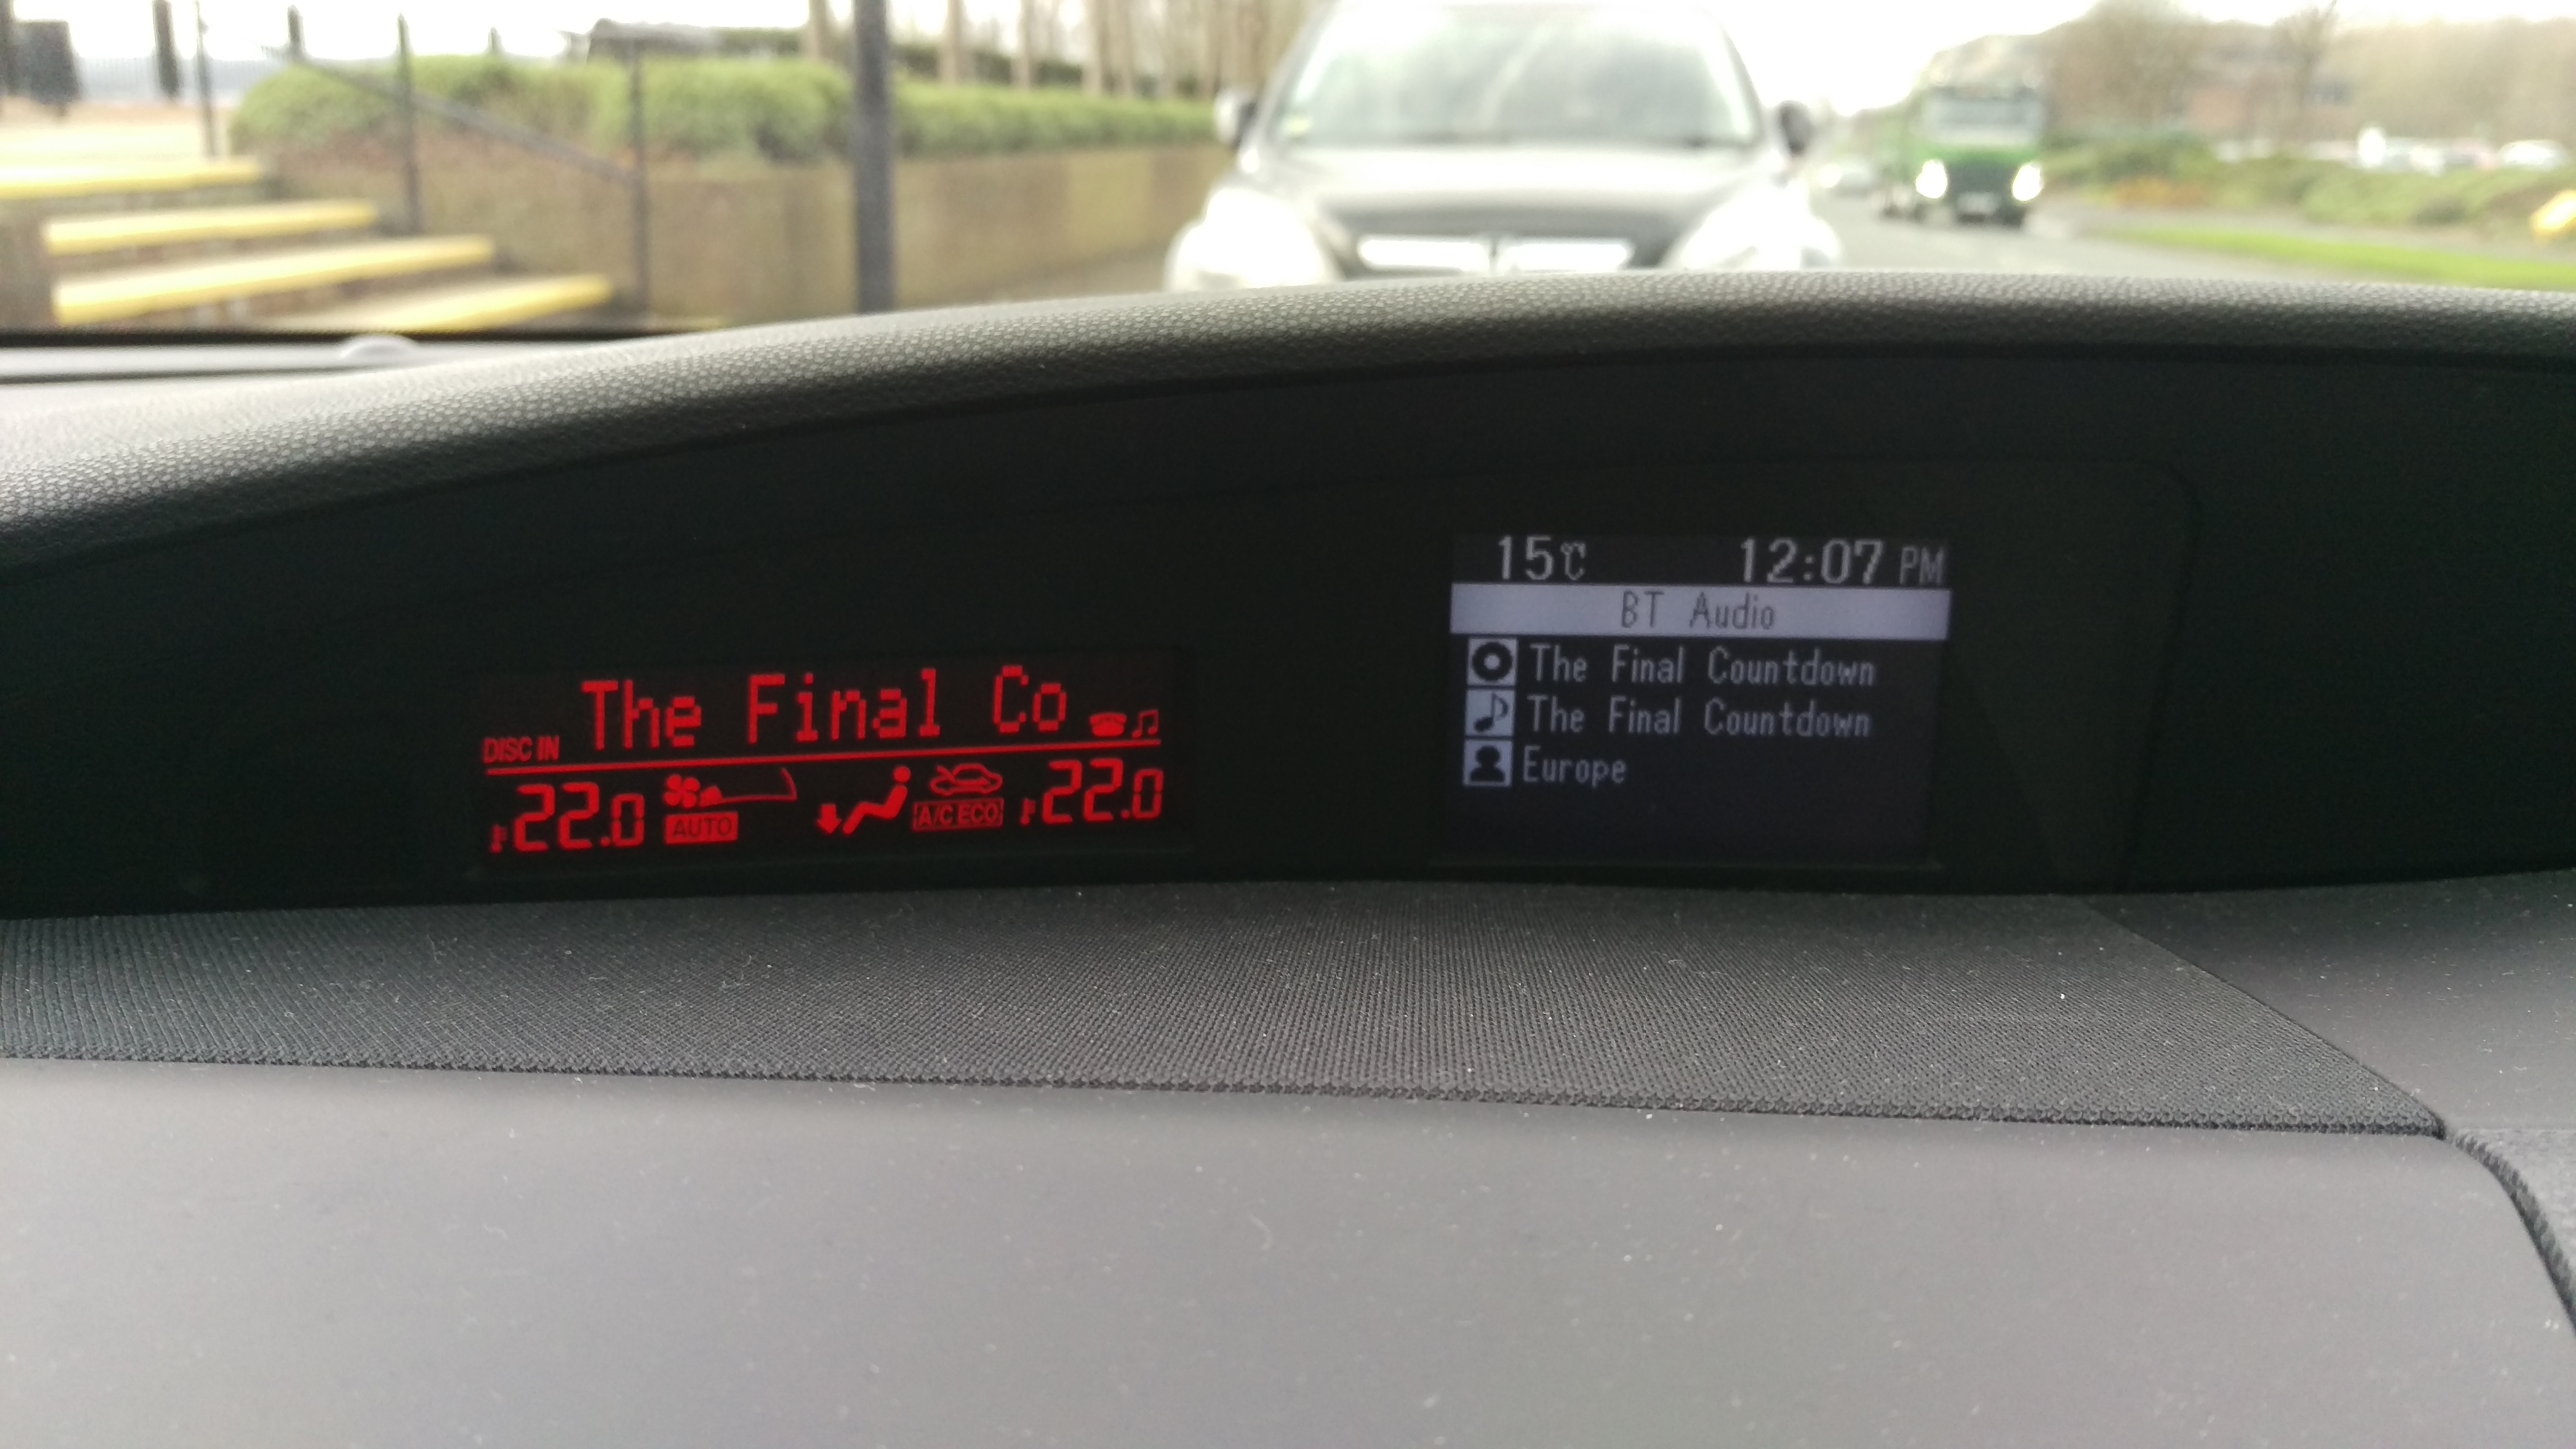 The Final Co
DISC IN
22.0 AUTO A/C ECO 22.0
15℃ 12:07 PM
BT Audio
The Final Countdown
The Final Countdown
Europe